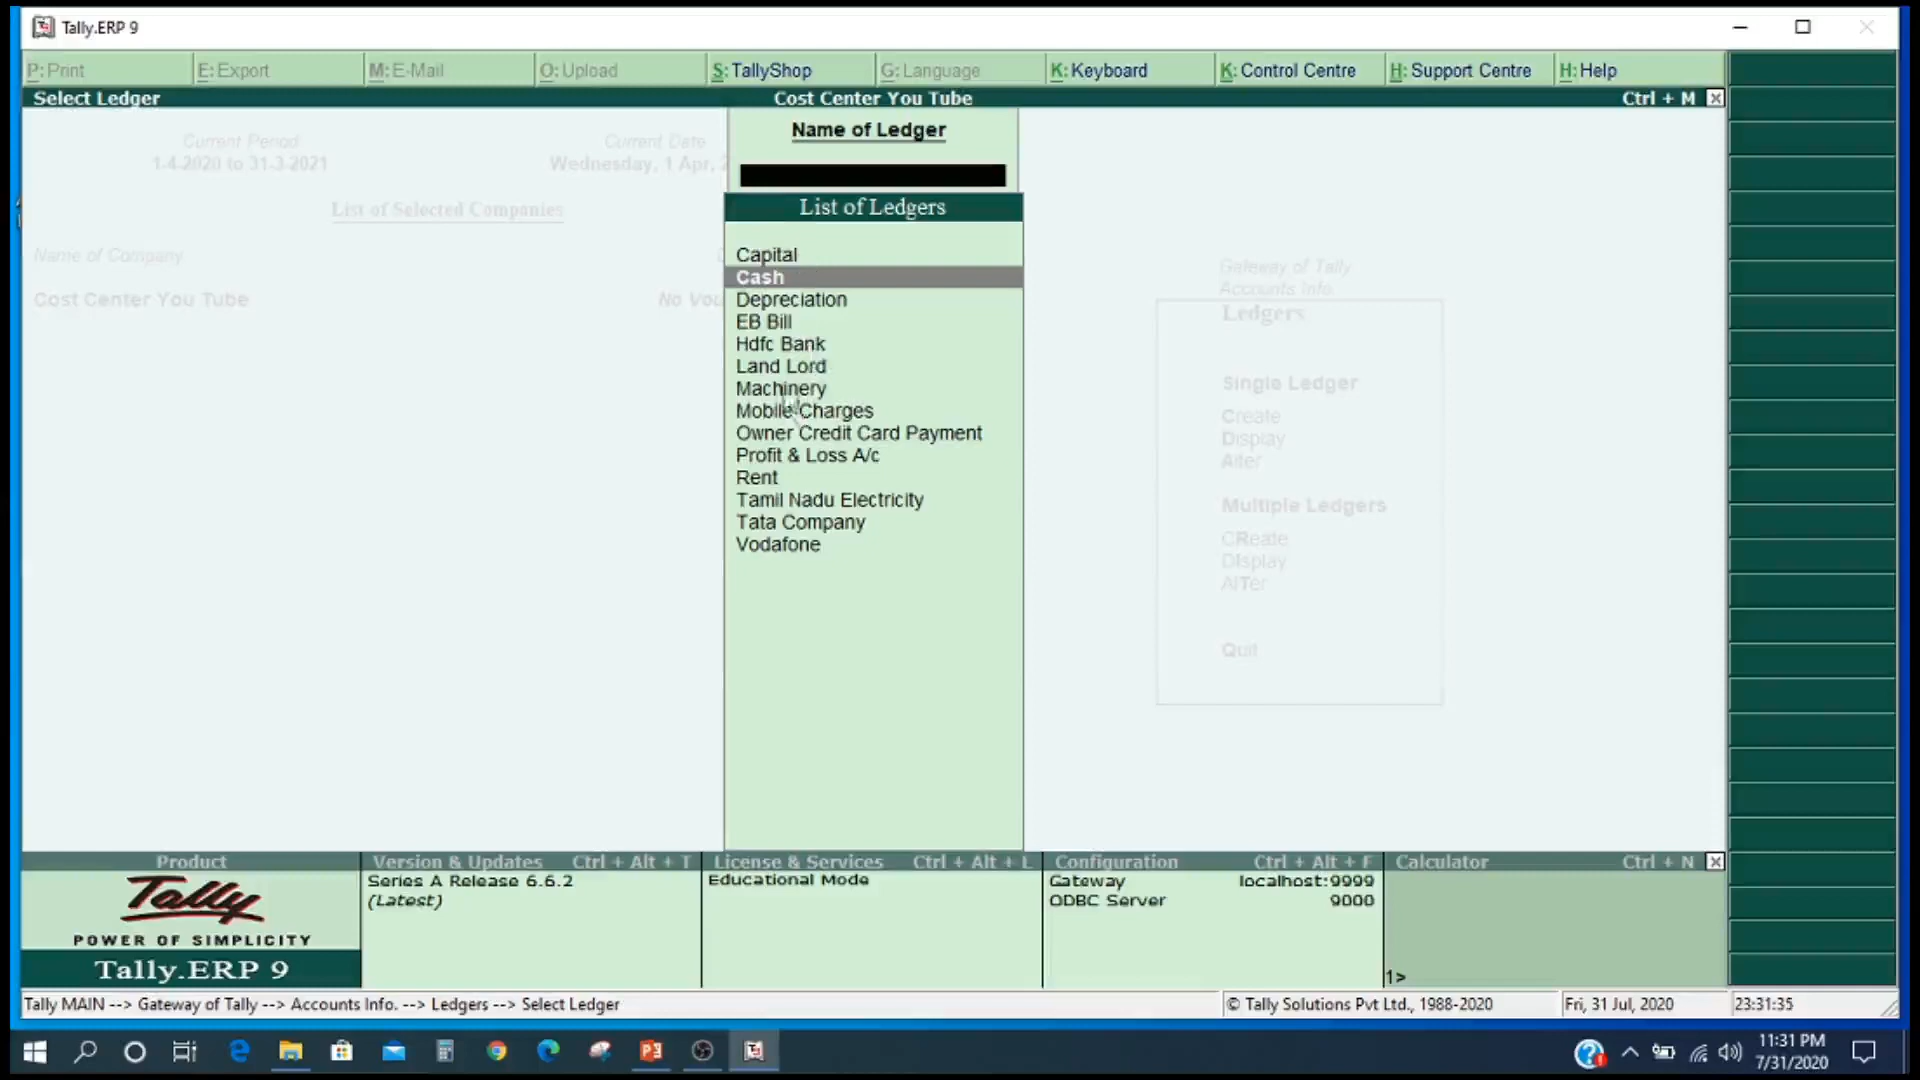 Tally.ERP 9
P: Print E: Export M: E-Mail O: Upload S: TallyShop G: Language K: Keyboard K: Control Centre H: Support Centre H: Help
Select Ledger Cost Center You Tube Ctrl + M
Name of Ledger
Current Period Current Date
1-4-2020 to 31-3-2021 Wednesday, 1 Apr,
List of Selected Companies
Name of Company
Cost Center You Tube No Vou
List of Ledgers
Capital
Cash
Depreciation
EB Bill
Hdfc Bank
Land Lord
Machinery
Mobile Charges
Owner Credit Card Payment
Profit & Loss A/c
Rent
Tamil Nadu Electricity
Tata Company
Vodafone
Gateway of Tally
Accounts Info.
Ledgers
Single Ledger
Create
Display
Alter
Multiple Ledgers
CReate
DIsplay
AlTer
Quit
Product
Tally
POWER OF SIMPLICITY
Tally.ERP 9
Version & Updates Ctrl + Alt + T
Series A Release 6.6.2
(Latest)
License & Services Ctrl + Alt + L
Educational Mode
Configuration Ctrl + Alt + F
Gateway localhost:9999
ODBC Server 9000
Calculator Ctrl + N
1>
Tally MAIN --> Gateway of Tally --> Accounts Info. --> Ledgers --> Select Ledger © Tally Solutions Pvt Ltd., 1988-2020 Fri, 31 Jul, 2020 23:31:35
11:31 PM
7/31/2020